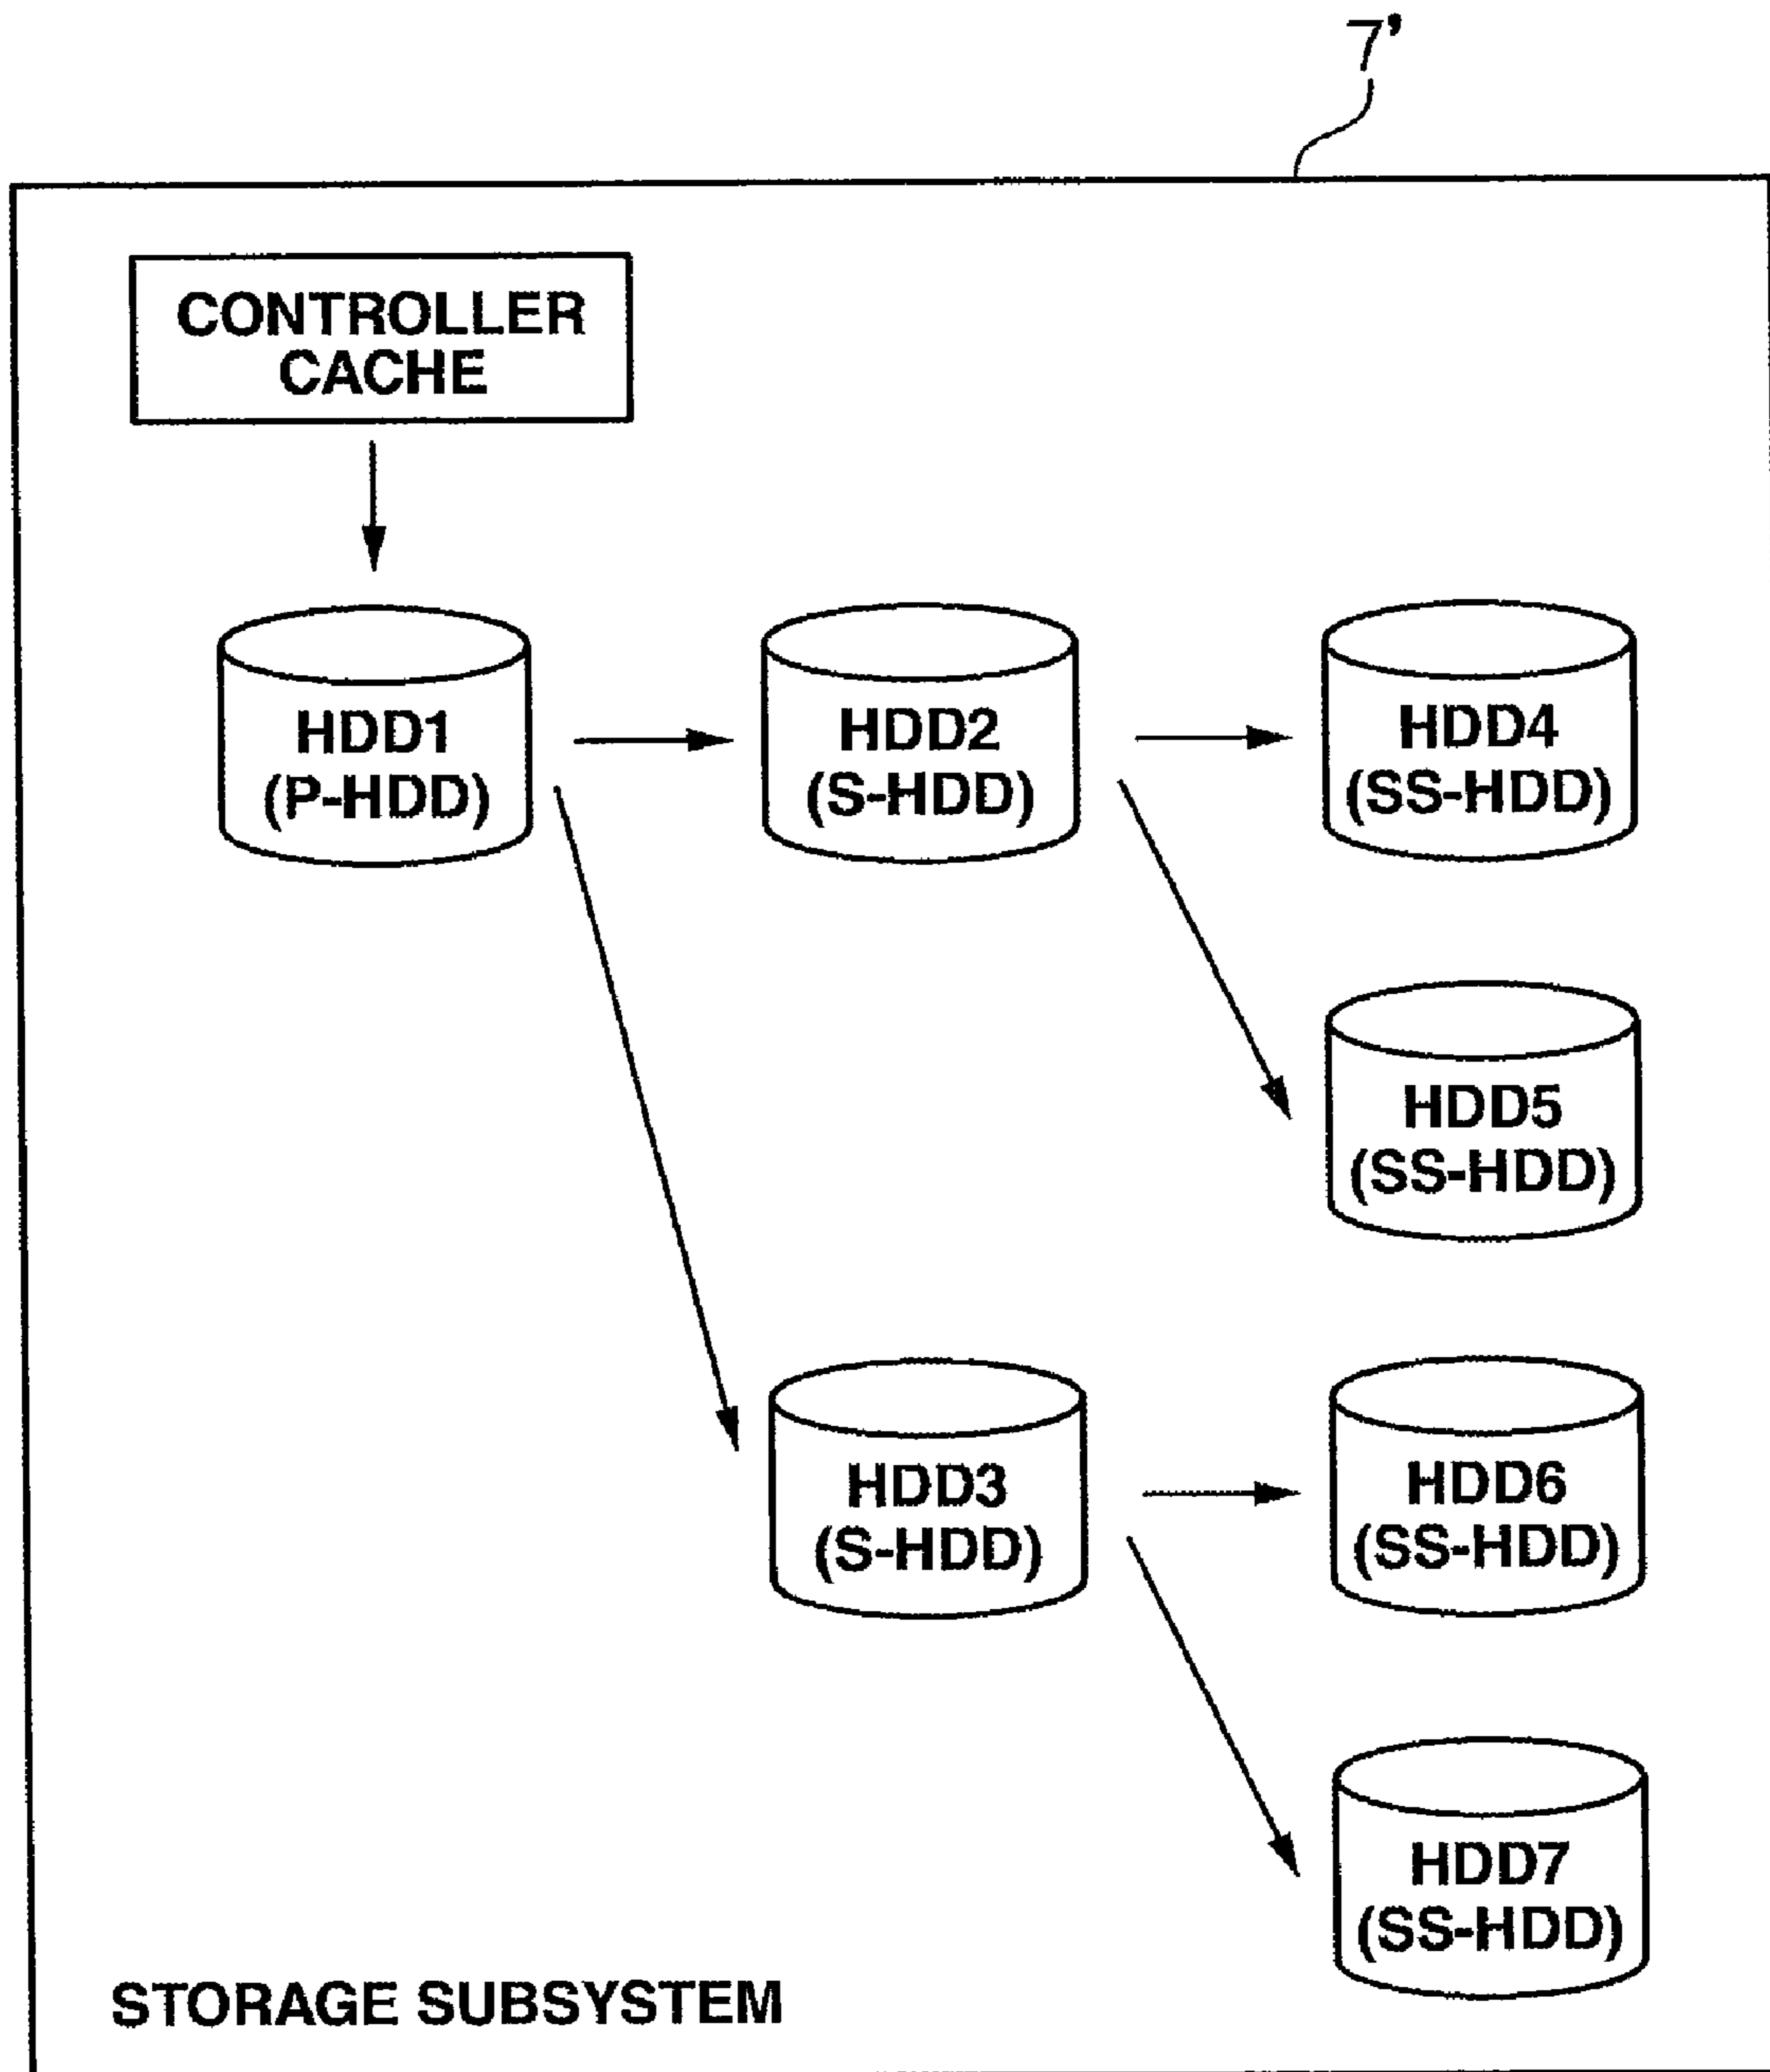 7'
CONTROLLER
CACHE
HDD1
(P-HDD)
HDD2
(S-HDD)
HDD4
(SS-HDD)
HDD5
(SS-HDD)
HDD3
(S-HDD)
HDD6
(SS-HDD)
HDD7
(SS-HDD)
STORAGE SUBSYSTEM